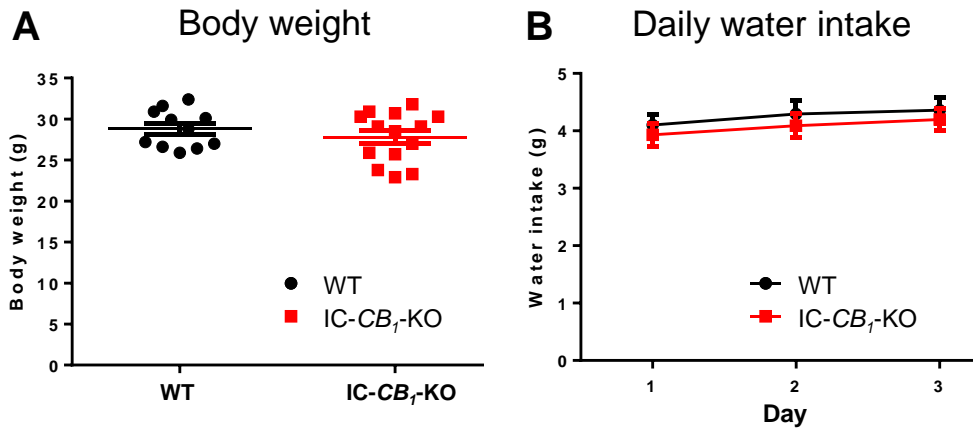 A Body weight
Body weight (g)
35
30
25
20
15
10
5
0
WT
IC-CB₁-KO
WT IC-CB₁-KO
B Daily water intake
Water intake (g)
5
4
3
2
1
0
WT
IC-CB₁-KO
1 2 3
Day